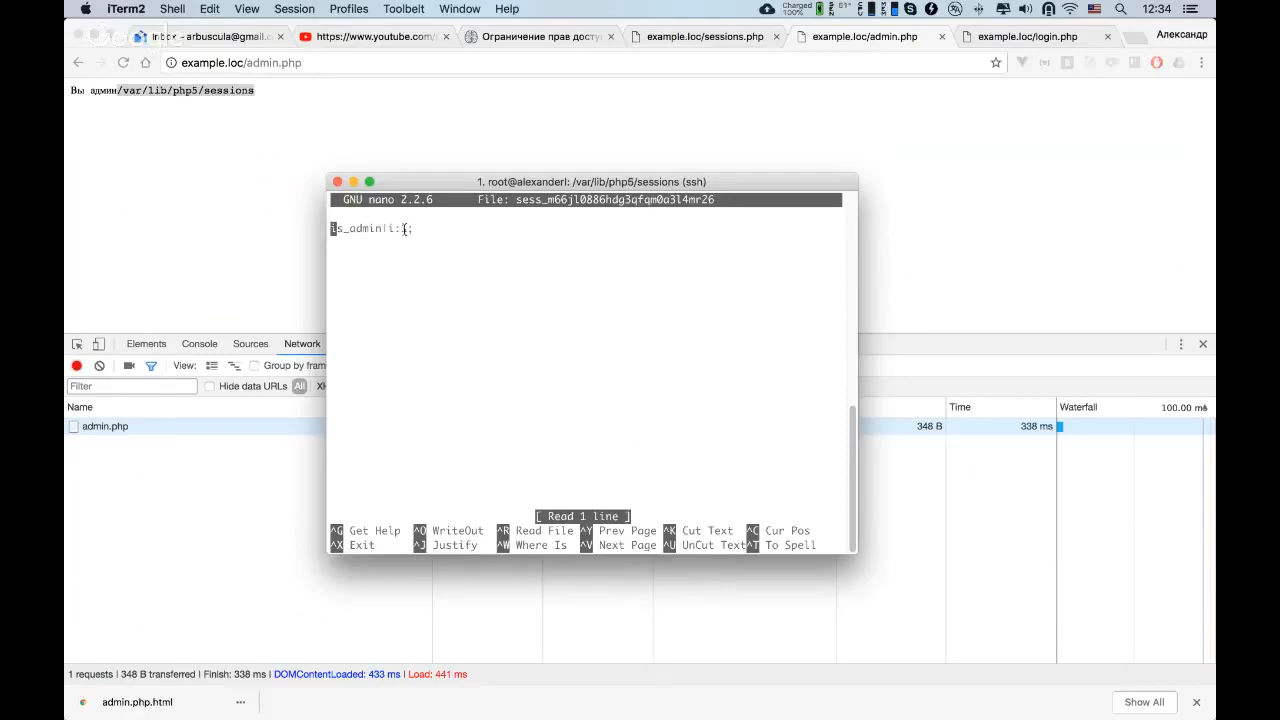 iTerm2 Shell Edit View Session Profiles Toolbelt Window Help Charged 100% 12:34
Inbox - arbuscula@gmail.c https://www.youtube.com/ Ограничение прав досту example.loc/sessions.php example.loc/admin.php example.loc/login.php Александр
example.loc/admin.php
Вы админ/var/lib/php5/sessions
1. root@alexanderl: /var/lib/php5/sessions (ssh)
GNU nano 2.2.6 File: sess_m66jl0886hdg3qfqm0a3l4mr26
is_admin|i:
Elements Console Sources Network
View: Group by fram
Filter Hide data URLs All XH
Name Time Waterfall 100.00 ms
admin.php 348 B 338 ms
[ Read 1 line ]
^G Get Help ^O WriteOut ^R Read File ^Y Prev Page ^K Cut Text ^C Cur Pos
^X Exit ^J Justify ^W Where Is ^V Next Page ^U UnCut Text ^T To Spell
1 requests | 348 B transferred | Finish: 338 ms | DOMContentLoaded: 433 ms | Load: 441 ms
admin.php.html Show All